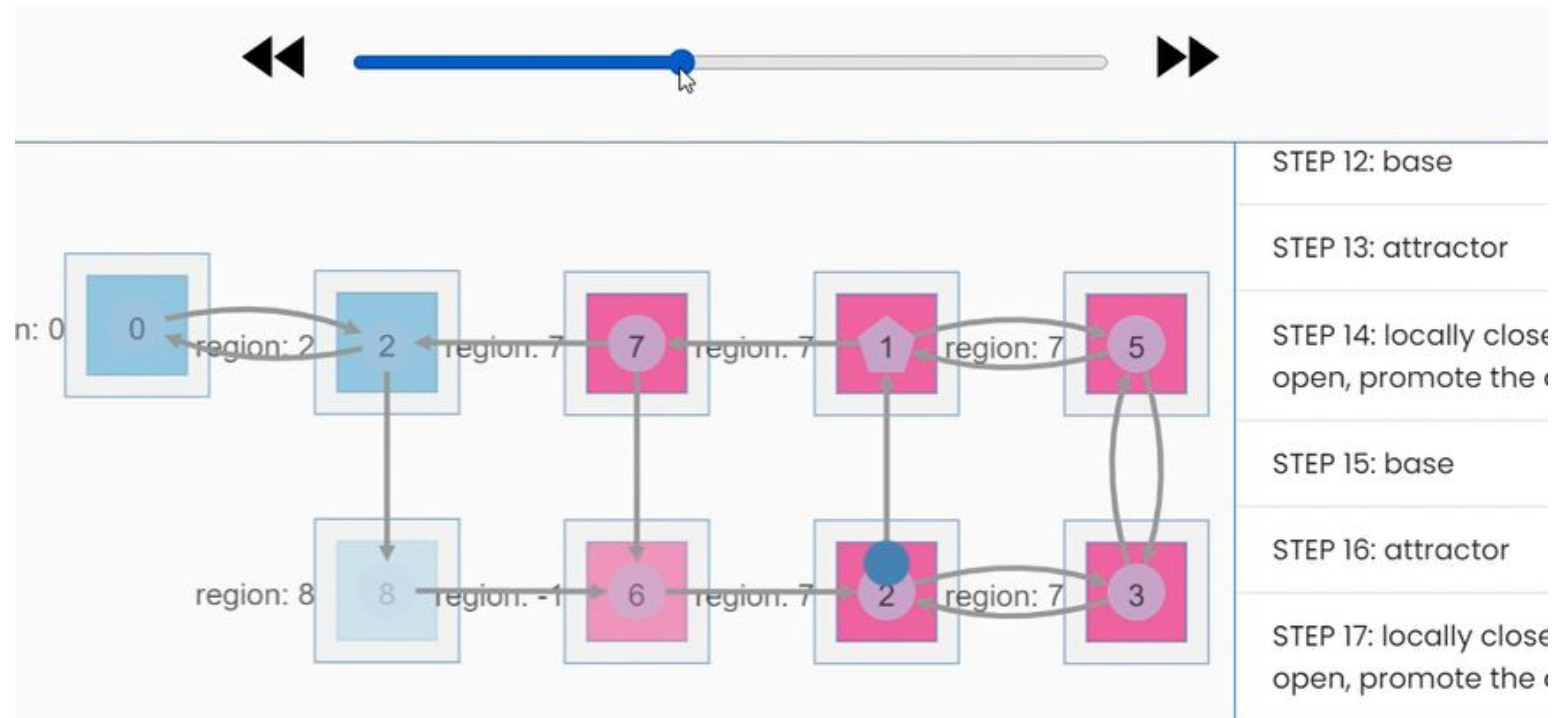 STEP 12: base
STEP 13: attractor
n: 0
0
region: 2
2
region: 7
7
region: 7
1
region: 7
5
STEP 14: locally close
open, promote the
STEP 15: base
STEP 16: attractor
region: 8
8
region: -1
6
region: 7
2
region: 7
3
STEP 17: locally close
open, promote the